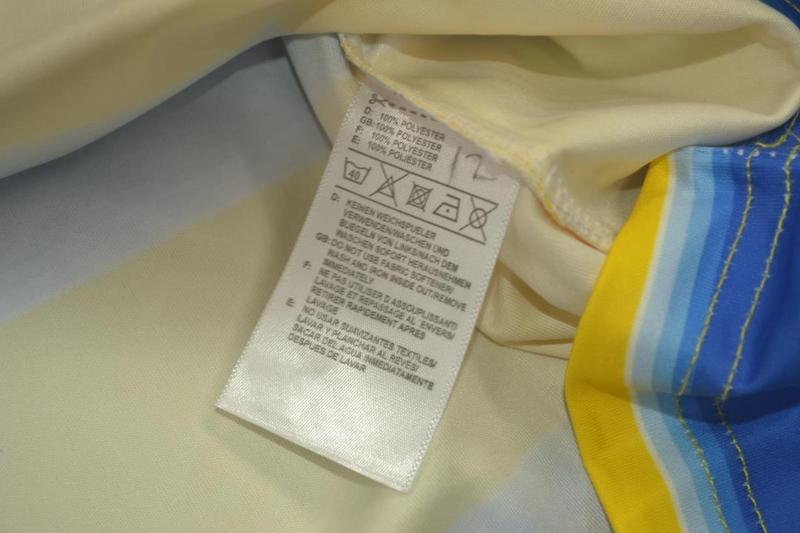 D: 100% POLYESTER
GB: 100% POLYESTER
F: 100% POLYESTER
E: 100% POLIÉSTER
12
40
D: KEINEN WEICHSPUELER
VERWENDEN/WASCHEN UND
BUEGELN VON LINKS/NACH DEM
WASCHEN SOFORT HERAUSNEHMEN
GB: DO NOT USE FABRIC SOFTENER/
WASH AND IRON INSIDE OUT/REMOVE
IMMEDIATELY
F: NE PAS UTILISER D'ASSOUPLISSANT/
LAVAGE ET REPASSAGE AL´ENVERS/
RETIRER RAPIDEMENT APRES
LAVAGE
E: NO USAR SUAVIZANTES TEXTILES/
LAVAR Y PLANCHAR AL REVES/
SACAR DEL AGUA INMEDIATAMENTE
DESPUES DE LAVAR